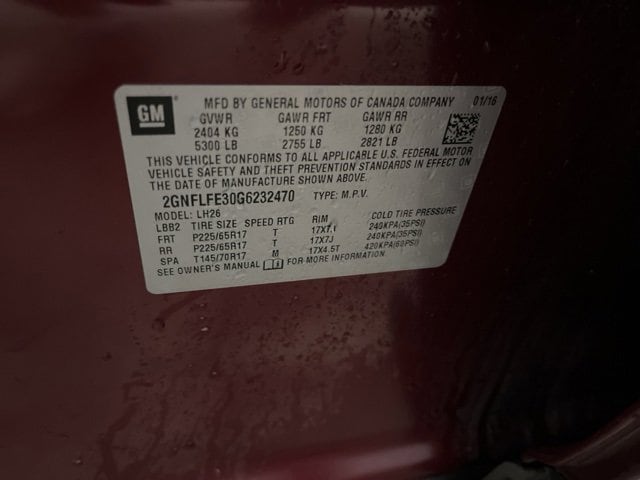 GM
MFD BY GENERAL MOTORS OF CANADA COMPANY 01/16
GVWR GAWR FRT GAWR RR
2404 KG 1250 KG 1280 KG
5300 LB 2755 LB 2821 LB
THIS VEHICLE CONFORMS TO ALL APPLICABLE U.S. FEDERAL MOTOR
VEHICLE SAFETY AND THEFT PREVENTION STANDARDS IN EFFECT ON
THE DATE OF MANUFACTURE SHOWN ABOVE.
2GNFLFE30G6232470 TYPE: M.P.V.
MODEL: LH26
LBB2 TIRE SIZE SPEED RTG RIM COLD TIRE PRESSURE
FRT P225/65R17 T 17X7J 240KPA(35PSI)
RR P225/65R17 T 17X7J 240KPA(35PSI)
SPA T145/70R17 M 17X4.5T 420KPA(60PSI)
SEE OWNER'S MANUAL FOR MORE INFORMATION.